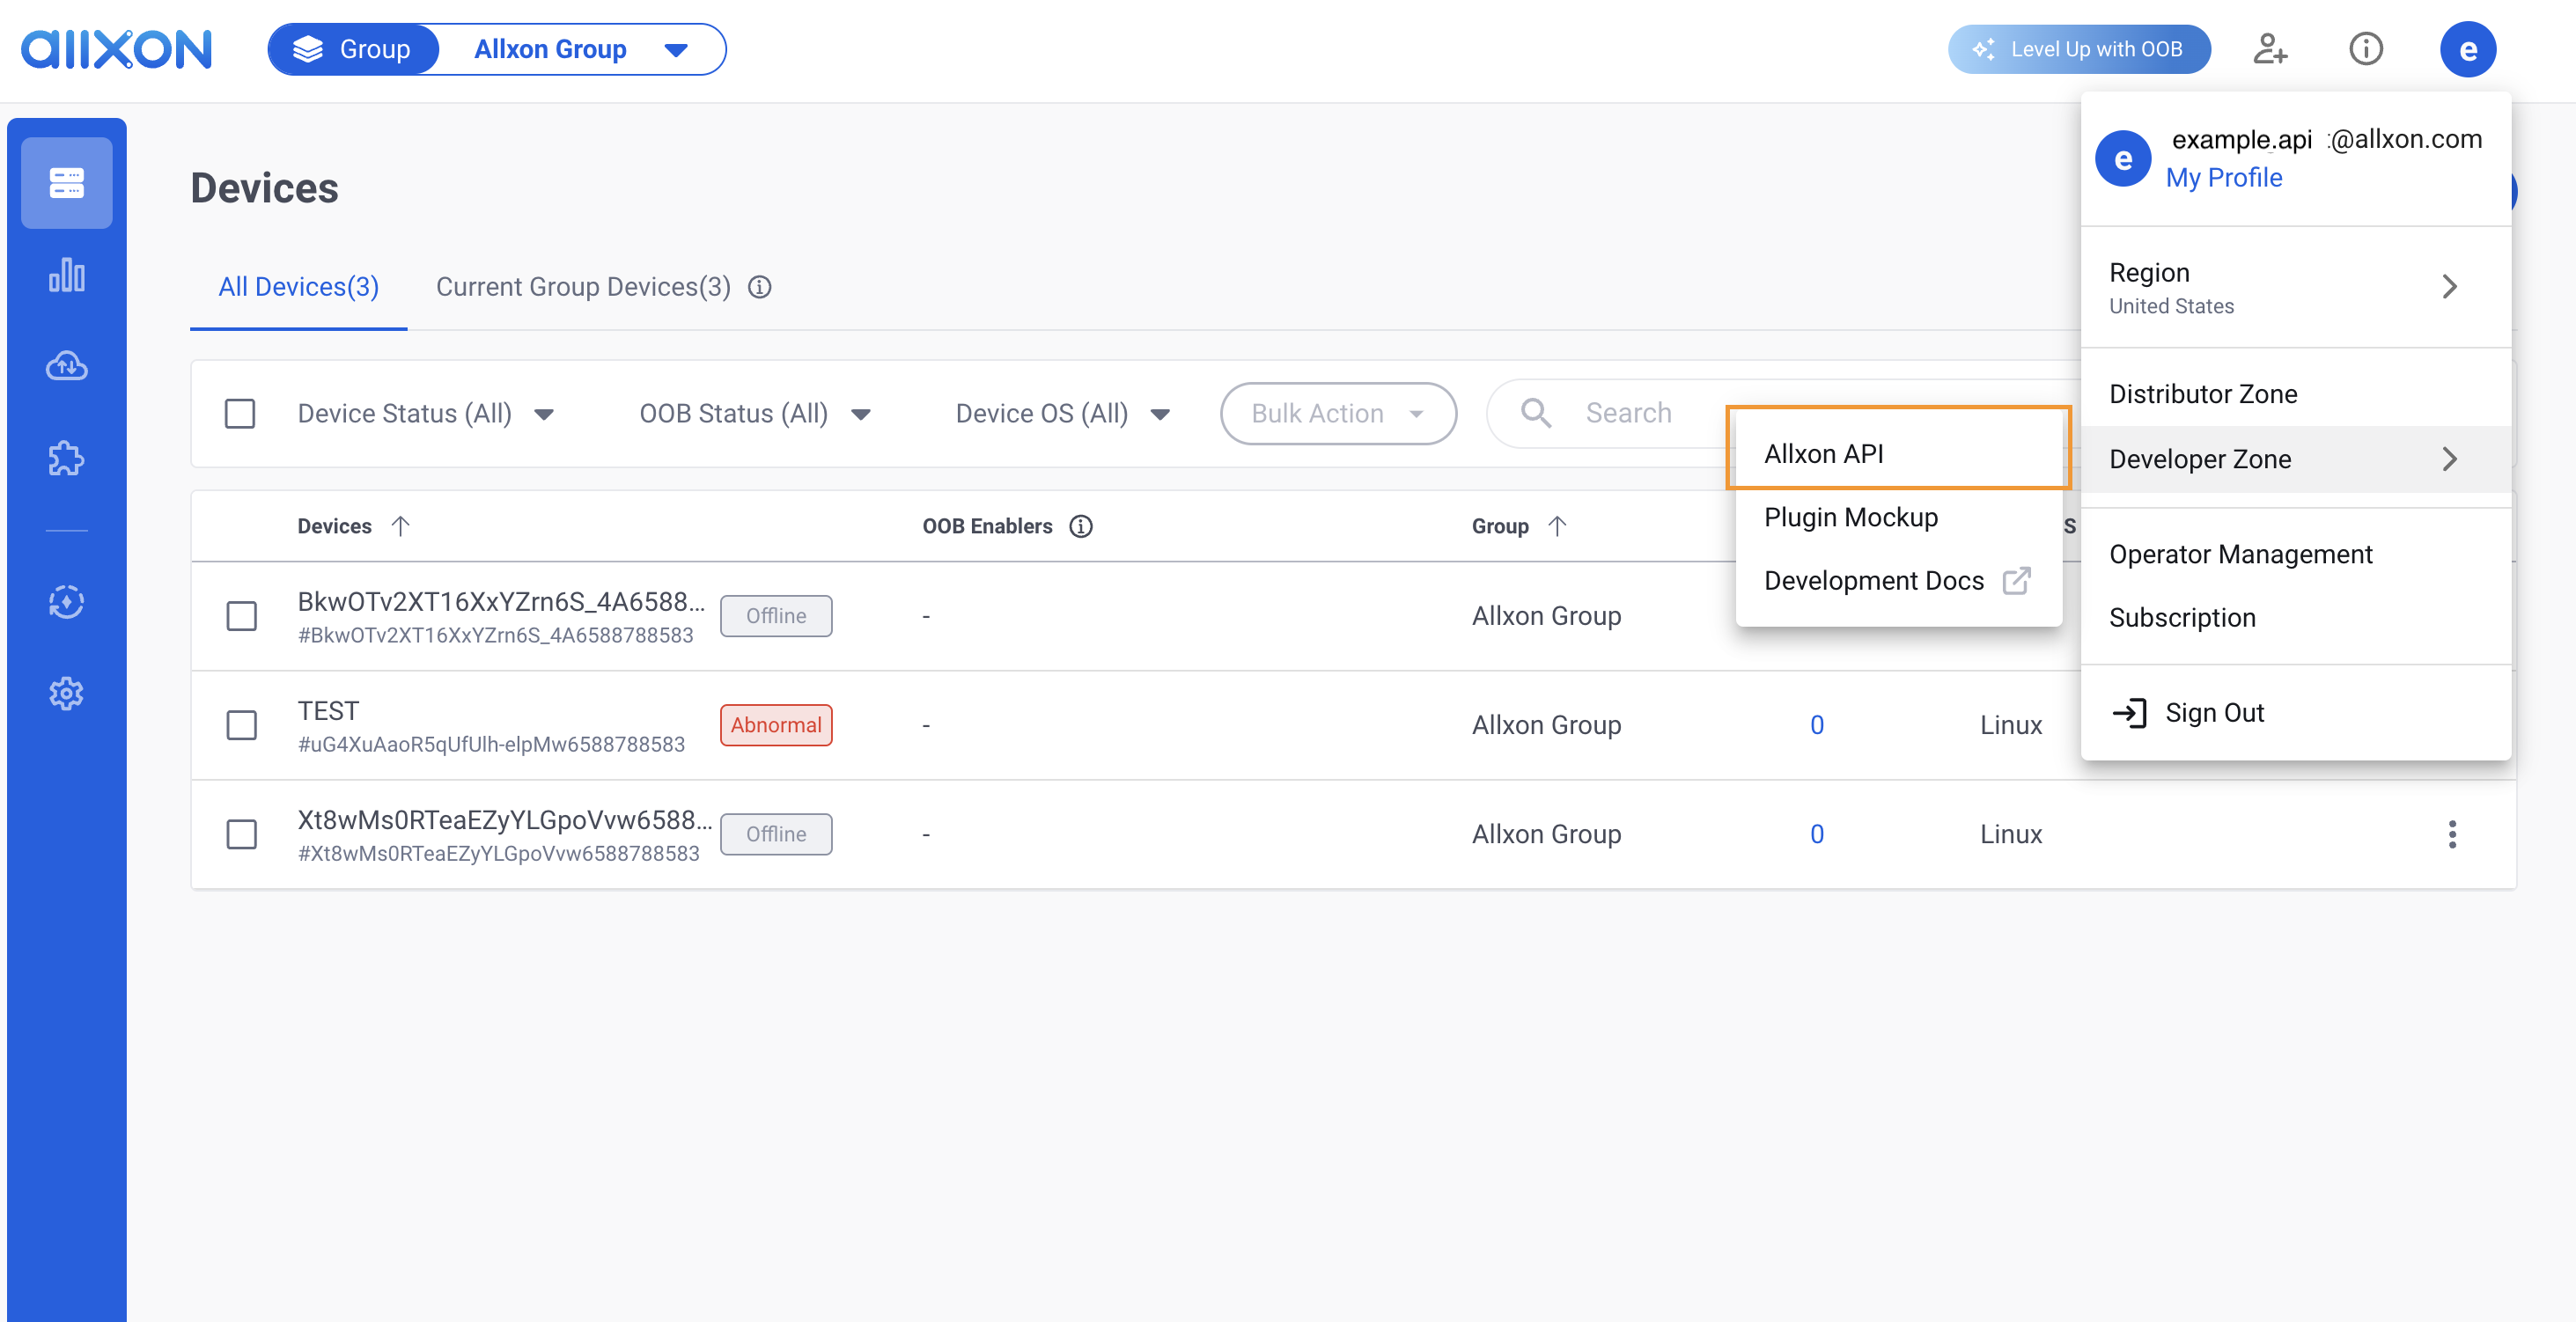 allxon
Group
Allxon Group
Level Up with OOB
e
e
example.api
@allxon.com
My Profile
Devices
Region
United States
All Devices(3)
Current Group Devices(3)
Distributor Zone
Device Status (All)
OOB Status (All)
Device OS (All)
Bulk Action
Search
Allxon API
Developer Zone
Plugin Mockup
Development Docs
Operator Management
Subscription
Sign Out
Devices
OOB Enablers
Group
S
BkwOTv2XT16XxYZrn6S_4A6588...
#BkwOTv2XT16XxYZrn6S_4A6588788583
Offline
-
Allxon Group
TEST
#uG4XuAaoR5qUfUlh-elpMw6588788583
Abnormal
-
Allxon Group
0
Linux
Xt8wMs0RTeaEZyYLGpoVvw6588...
#Xt8wMs0RTeaEZyYLGpoVvw6588788583
Offline
-
Allxon Group
0
Linux